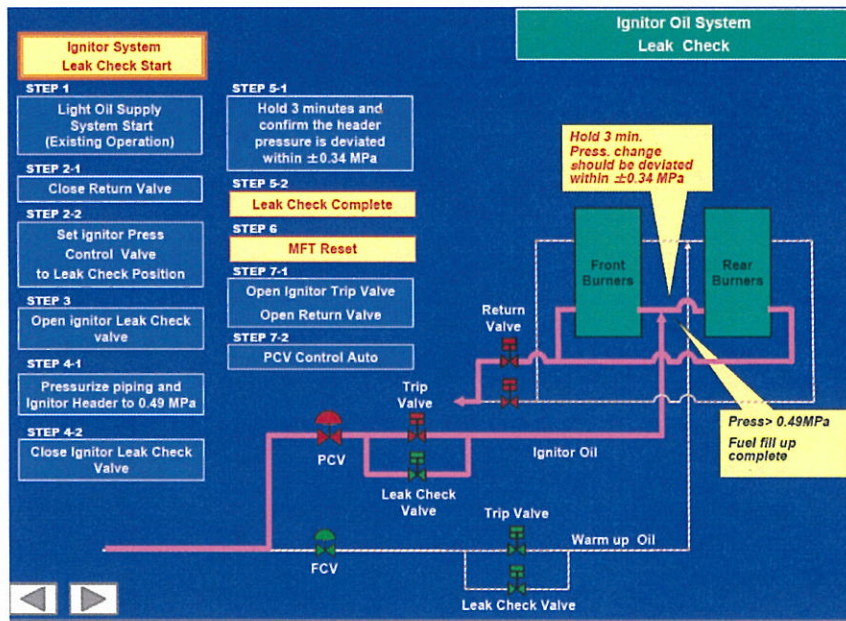 Ignitor Oil System
Leak Check
Ignitor System
Leak Check Start
STEP 1
Light Oil Supply
System Start
(Existing Operation)
STEP 2-1
Close Return Valve
STEP 2-2
Set ignitor Press
Control Valve
to Leak Check Position
STEP 3
Open ignitor Leak Check
valve
STEP 4-1
Pressurize piping and
Ignitor Header to 0.49 MPa
STEP 4-2
Close Ignitor Leak Check
Valve
STEP 5-1
Hold 3 minutes and
confirm the header
pressure is deviated
within ±0.34 MPa
STEP 5-2
Leak Check Complete
STEP 6
MFT Reset
STEP 7-1
Open Ignitor Trip Valve
Open Return Valve
STEP 7-2
PCV Control Auto
Hold 3 min.
Press. change
should be deviated
within ±0.34 MPa
Front
Burners
Rear
Burners
Return
Valve
Trip
Valve
PCV
Leak Check
Valve
Ignitor Oil
Press> 0.49MPa
Fuel fill up
complete
Trip Valve
Warm up Oil
FCV
Leak Check Valve